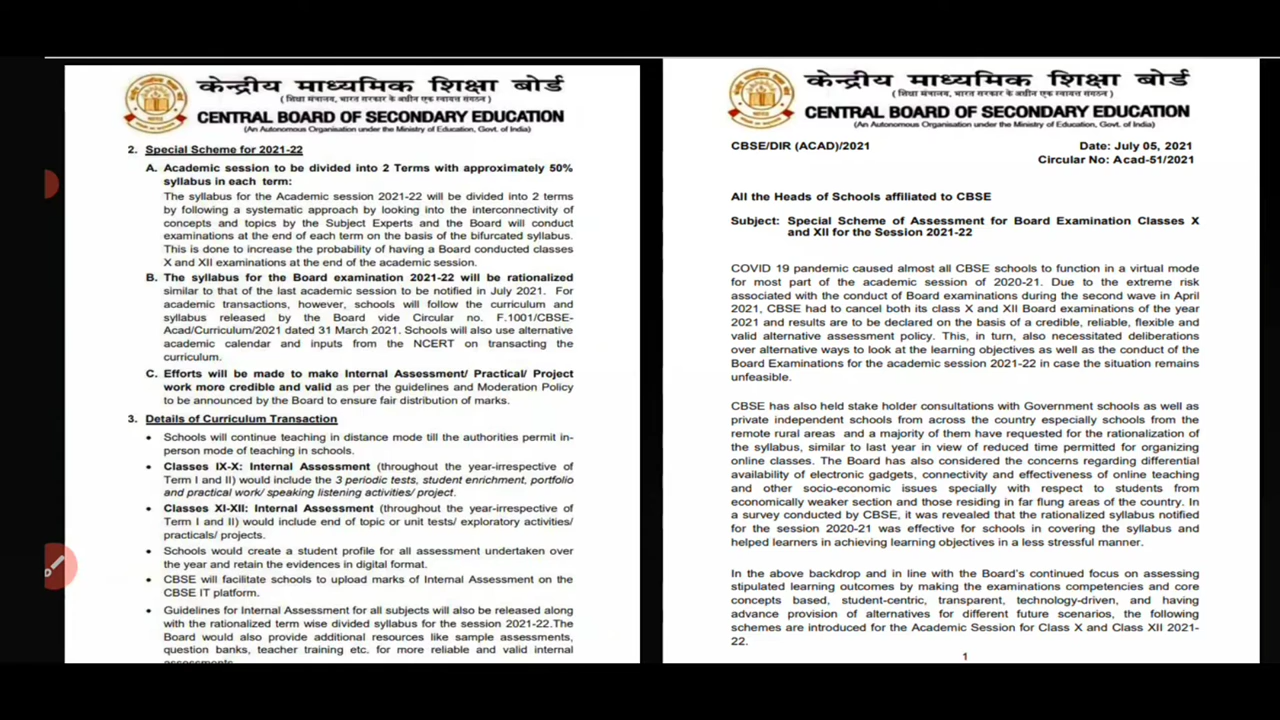 केन्द्रीय माध्यमिक शिक्षा बोर्ड
(शिक्षा मंत्रालय, भारत सरकार के अधीन एक स्वायत्त संगठन)
CENTRAL BOARD OF SECONDARY EDUCATION
(An Autonomous Organisation under the Ministry of Education, Govt. of India)
2. Special Scheme for 2021-22
A. Academic session to be divided into 2 Terms with approximately 50%
syllabus in each term:
The syllabus for the Academic session 2021-22 will be divided into 2 terms
by following a systematic approach by looking into the interconnectivity of
concepts and topics by the Subject Experts and the Board will conduct
examinations at the end of each term on the basis of the bifurcated syllabus.
This is done to increase the probability of having a Board conducted classes
X and XII examinations at the end of the academic session.
B. The syllabus for the Board examination 2021-22 will be rationalized
similar to that of the last academic session to be notified in July 2021. For
academic transactions, however, schools will follow the curriculum and
syllabus released by the Board vide Circular no. F.1001/CBSE-
Acad/Curriculum/2021 dated 31 March 2021. Schools will also use alternative
academic calendar and inputs from the NCERT on transacting the
curriculum.
C. Efforts will be made to make Internal Assessment/ Practical/ Project
work more credible and valid as per the guidelines and Moderation Policy
to be announced by the Board to ensure fair distribution of marks.
3. Details of Curriculum Transaction
• Schools will continue teaching in distance mode till the authorities permit in-
person mode of teaching in schools.
• Classes IX-X: Internal Assessment (throughout the year-irrespective of
Term I and II) would include the 3 periodic tests, student enrichment, portfolio
and practical work/ speaking listening activities/ project.
• Classes XI-XII: Internal Assessment (throughout the year-irrespective of
Term I and II) would include end of topic or unit tests/ exploratory activities/
practicals/ projects.
• Schools would create a student profile for all assessment undertaken over
the year and retain the evidences in digital format.
• CBSE will facilitate schools to upload marks of Internal Assessment on the
CBSE IT platform.
• Guidelines for Internal Assessment for all subjects will also be released along
with the rationalized term wise divided syllabus for the session 2021-22.The
Board would also provide additional resources like sample assessments,
question banks, teacher training etc. for more reliable and valid internal
assessments.
केन्द्रीय माध्यमिक शिक्षा बोर्ड
(शिक्षा मंत्रालय, भारत सरकार के अधीन एक स्वायत्त संगठन)
CENTRAL BOARD OF SECONDARY EDUCATION
(An Autonomous Organisation under the Ministry of Education, Govt. of India)
CBSE/DIR (ACAD)/2021 Date: July 05, 2021
Circular No: Acad-51/2021
All the Heads of Schools affiliated to CBSE
Subject: Special Scheme of Assessment for Board Examination Classes X
and XII for the Session 2021-22
COVID 19 pandemic caused almost all CBSE schools to function in a virtual mode
for most part of the academic session of 2020-21. Due to the extreme risk
associated with the conduct of Board examinations during the second wave in April
2021, CBSE had to cancel both its class X and XII Board examinations of the year
2021 and results are to be declared on the basis of a credible, reliable, flexible and
valid alternative assessment policy. This, in turn, also necessitated deliberations
over alternative ways to look at the learning objectives as well as the conduct of the
Board Examinations for the academic session 2021-22 in case the situation remains
unfeasible.
CBSE has also held stake holder consultations with Government schools as well as
private independent schools from across the country especially schools from the
remote rural areas and a majority of them have requested for the rationalization of
the syllabus, similar to last year in view of reduced time permitted for organizing
online classes. The Board has also considered the concerns regarding differential
availability of electronic gadgets, connectivity and effectiveness of online teaching
and other socio-economic issues specially with respect to students from
economically weaker section and those residing in far flung areas of the country. In
a survey conducted by CBSE, it was revealed that the rationalized syllabus notified
for the session 2020-21 was effective for schools in covering the syllabus and
helped learners in achieving learning objectives in a less stressful manner.
In the above backdrop and in line with the Board's continued focus on assessing
stipulated learning outcomes by making the examinations competencies and core
concepts based, student-centric, transparent, technology-driven, and having
advance provision of alternatives for different future scenarios, the following
schemes are introduced for the Academic Session for Class X and Class XII 2021-
22.
1